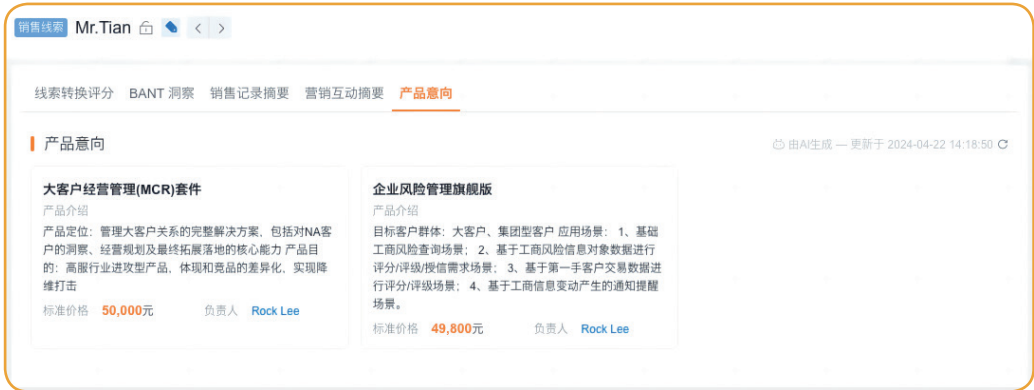 销售线索 Mr.Tian
线索转换评分 BANT 洞察 销售记录摘要 营销互动摘要 产品意向
产品意向
由AI生成 — 更新于 2024-04-22 14:18:50
大客户经营管理(MCR)套件
产品介绍
产品定位：管理大客户关系的完整解决方案，包括对NA客
户的洞察、经营规划及最终拓展落地的核心能力 产品目
的：高服行业进攻型产品，体现和竞品的差异化，实现降
维打击
标准价格 50,000元 负责人 Rock Lee
企业风险管理旗舰版
产品介绍
目标客户群体：大客户、集团型客户 应用场景： 1、基础
工商风险查询场景； 2、基于工商风险信息对象数据进行
评分/评级/授信需求场景； 3、基于第一手客户交易数据进
行评分/评级场景； 4、基于工商信息变动产生的通知提醒
场景。
标准价格 49,800元 负责人 Rock Lee